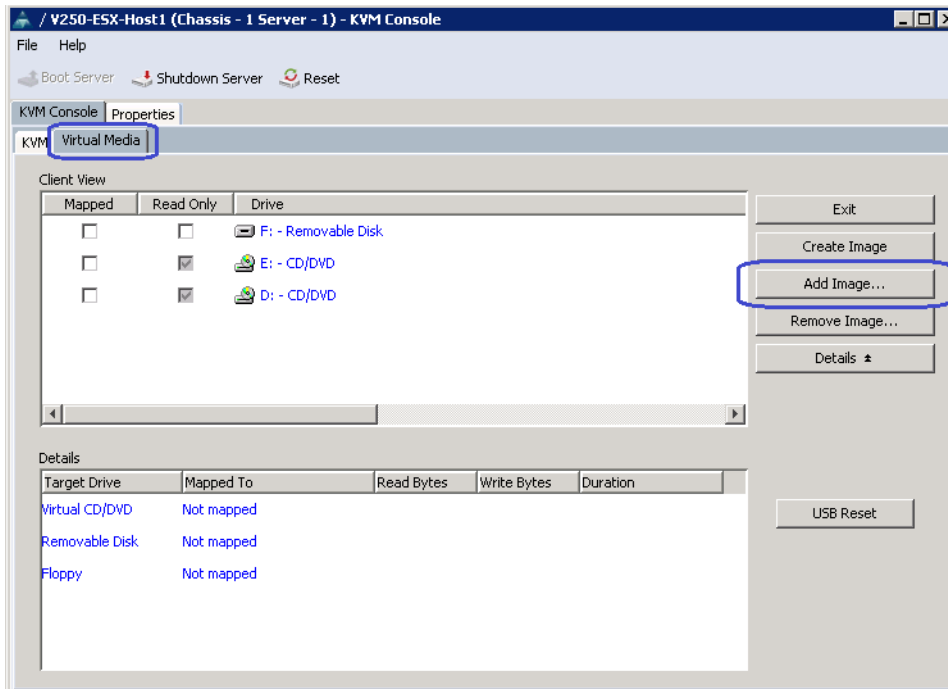 / V250-ESX-Host1 (Chassis - 1 Server - 1) - KVM Console
File Help
Boot Server Shutdown Server Reset
KVM Console Properties
KVM Virtual Media
Client View
Mapped Read Only Drive
F: - Removable Disk
E: - CD/DVD
D: - CD/DVD
Exit
Create Image
Add Image...
Remove Image...
Details
Details
Target Drive Mapped To Read Bytes Write Bytes Duration
Virtual CD/DVD Not mapped
Removable Disk Not mapped
Floppy Not mapped
USB Reset